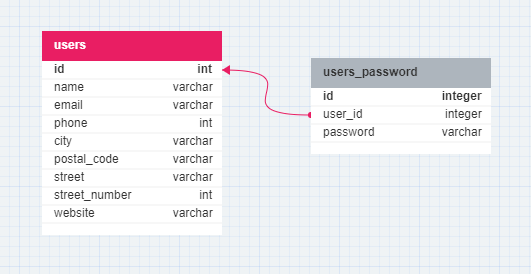 users
id int
name varchar
email varchar
phone int
city varchar
postal_code varchar
street varchar
street_number int
website varchar
users_password
id integer
user_id integer
password varchar